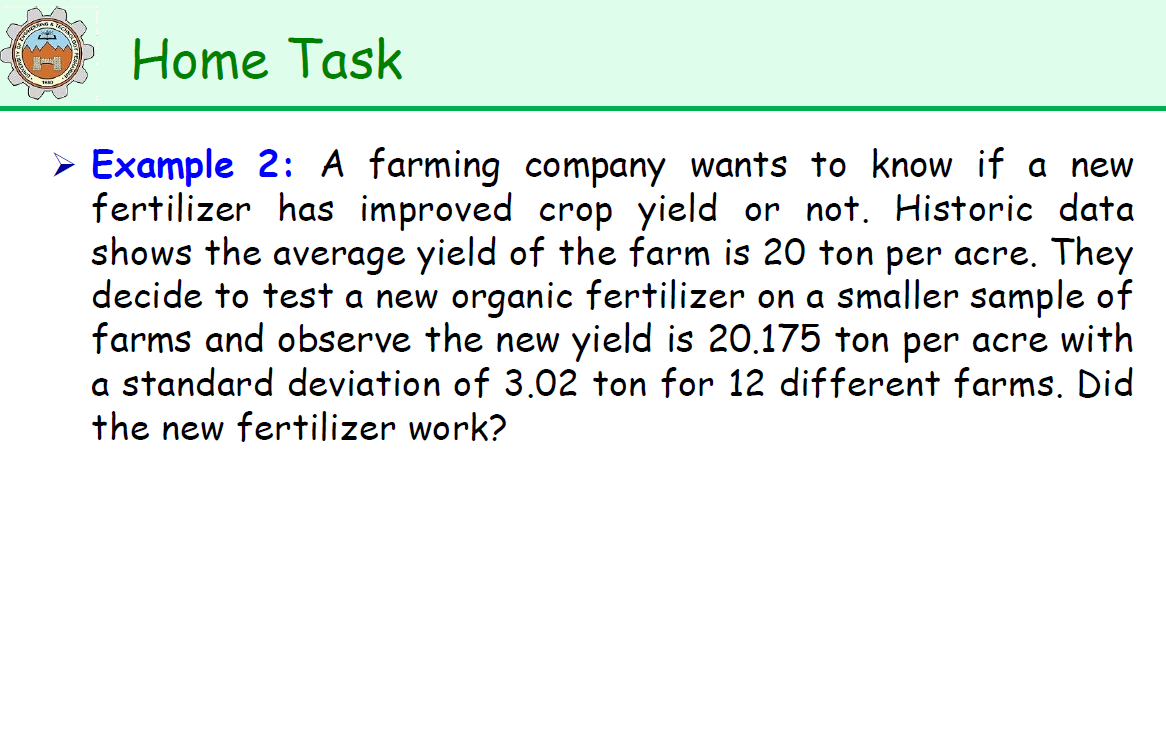 Home Task
➢ Example 2: A farming company wants to know if a new
fertilizer has improved crop yield or not. Historic data
shows the average yield of the farm is 20 ton per acre. They
decide to test a new organic fertilizer on a smaller sample of
farms and observe the new yield is 20.175 ton per acre with
a standard deviation of 3.02 ton for 12 different farms. Did
the new fertilizer work?